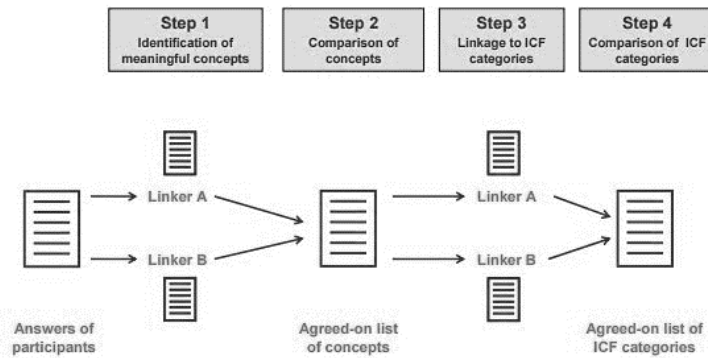 Step 1
Identification of
meaningful concepts
Step 2
Comparison of
concepts
Step 3
Linkage to ICF
categories
Step 4
Comparison of ICF
categories
Linker A
Linker A
Linker B
Linker B
Answers of
participants
Agreed-on list
of concepts
Agreed-on list of
ICF categories